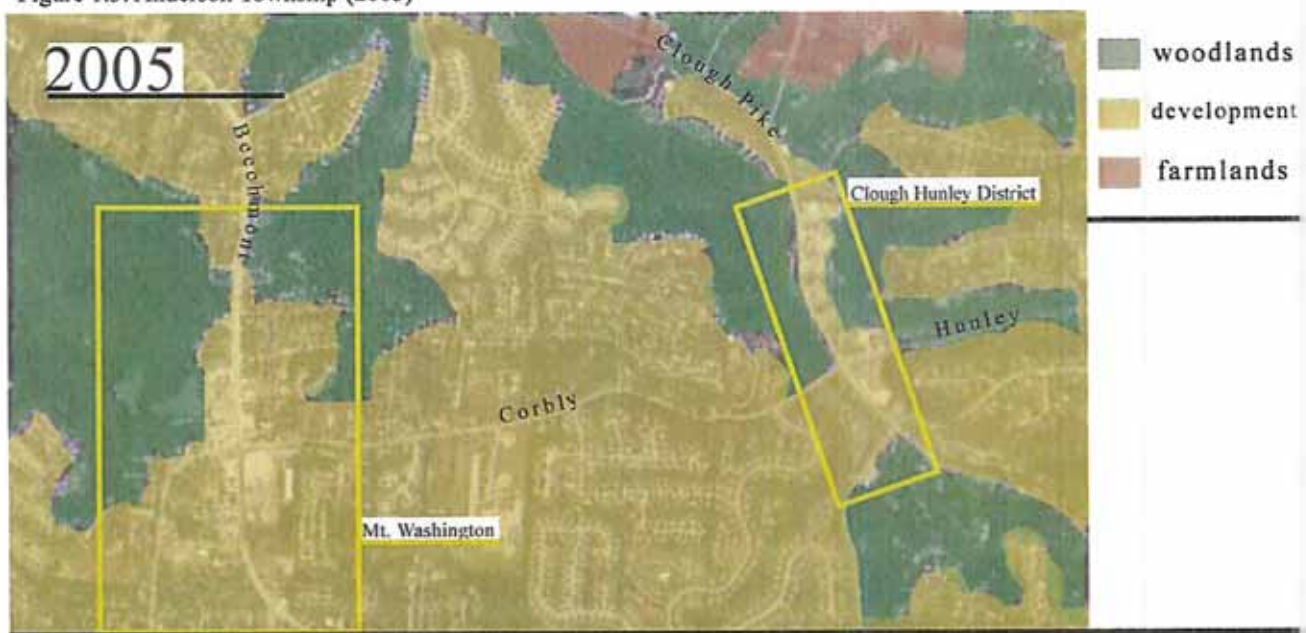 2005
woodlands
development
farmlands
Clough Pike
Beechmont
Clough Hunley District
Hunley
Corbly
Mt. Washington